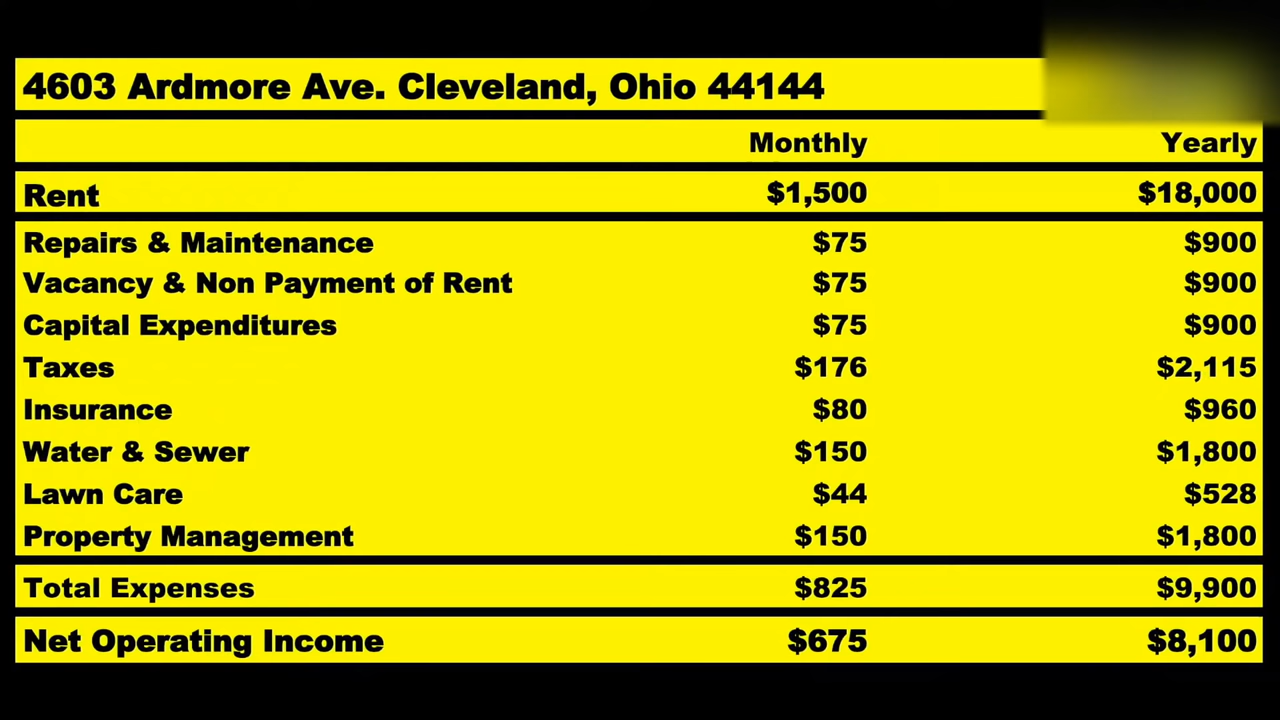 4603 Ardmore Ave. Cleveland, Ohio 44144
Monthly Yearly
Rent $1,500 $18,000
Repairs & Maintenance $75 $900
Vacancy & Non Payment of Rent $75 $900
Capital Expenditures $75 $900
Taxes $176 $2,115
Insurance $80 $960
Water & Sewer $150 $1,800
Lawn Care $44 $528
Property Management $150 $1,800
Total Expenses $825 $9,900
Net Operating Income $675 $8,100